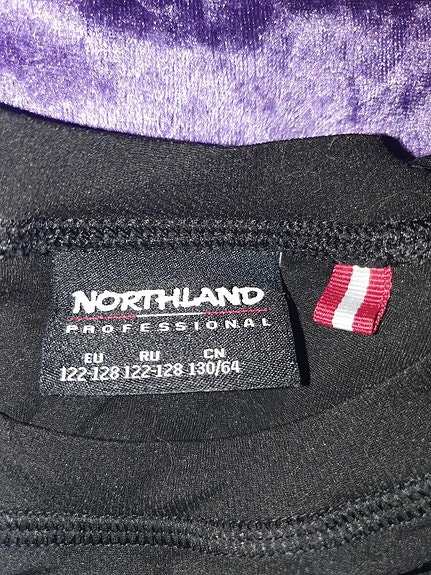 NORTHLAND
PROFESSIONAL
EU RU CN
122-128 122-128 130/64